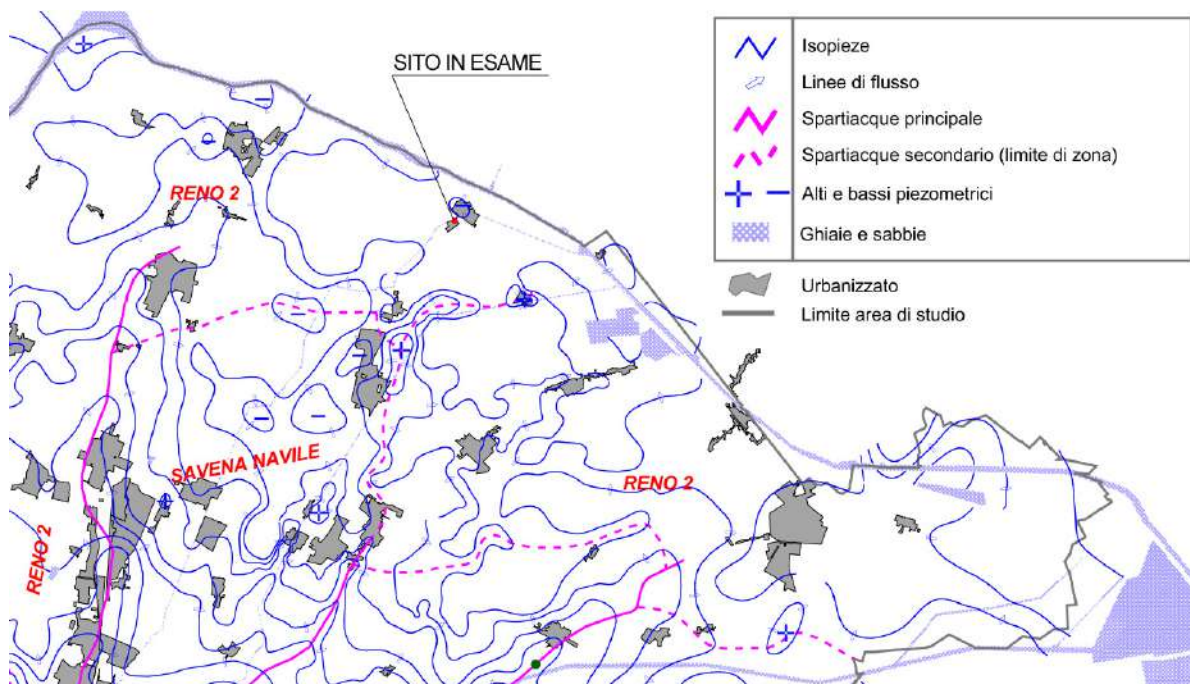 SITO IN ESAME
RENO 2
SAVENA NAVILE
RENO 2
RENO 2
Isopieze
Linee di flusso
Spartiacque principale
Spartiacque secondario (limite di zona)
Alti e bassi piezometrici
Ghiaie e sabbie
Urbanizzato
Limite area di studio